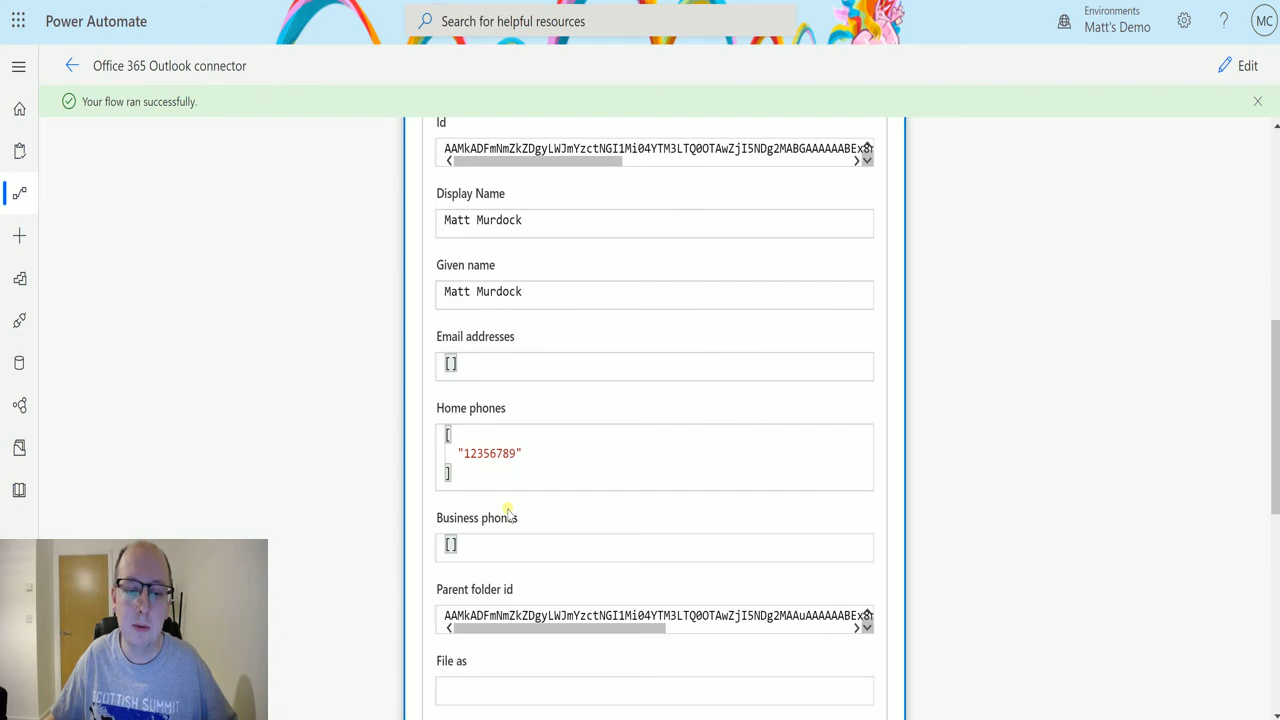 Power Automate
Search for helpful resources
Environments
Matt's Demo
MC
Office 365 Outlook connector
Edit
Your flow ran successfully.
Id
Display Name
Matt Murdock
Given name
Matt Murdock
Email addresses
[]
Home phones
[
"12356789"
]
Business phones
[]
Parent folder id
File as
SCOTTISH SUMMIT